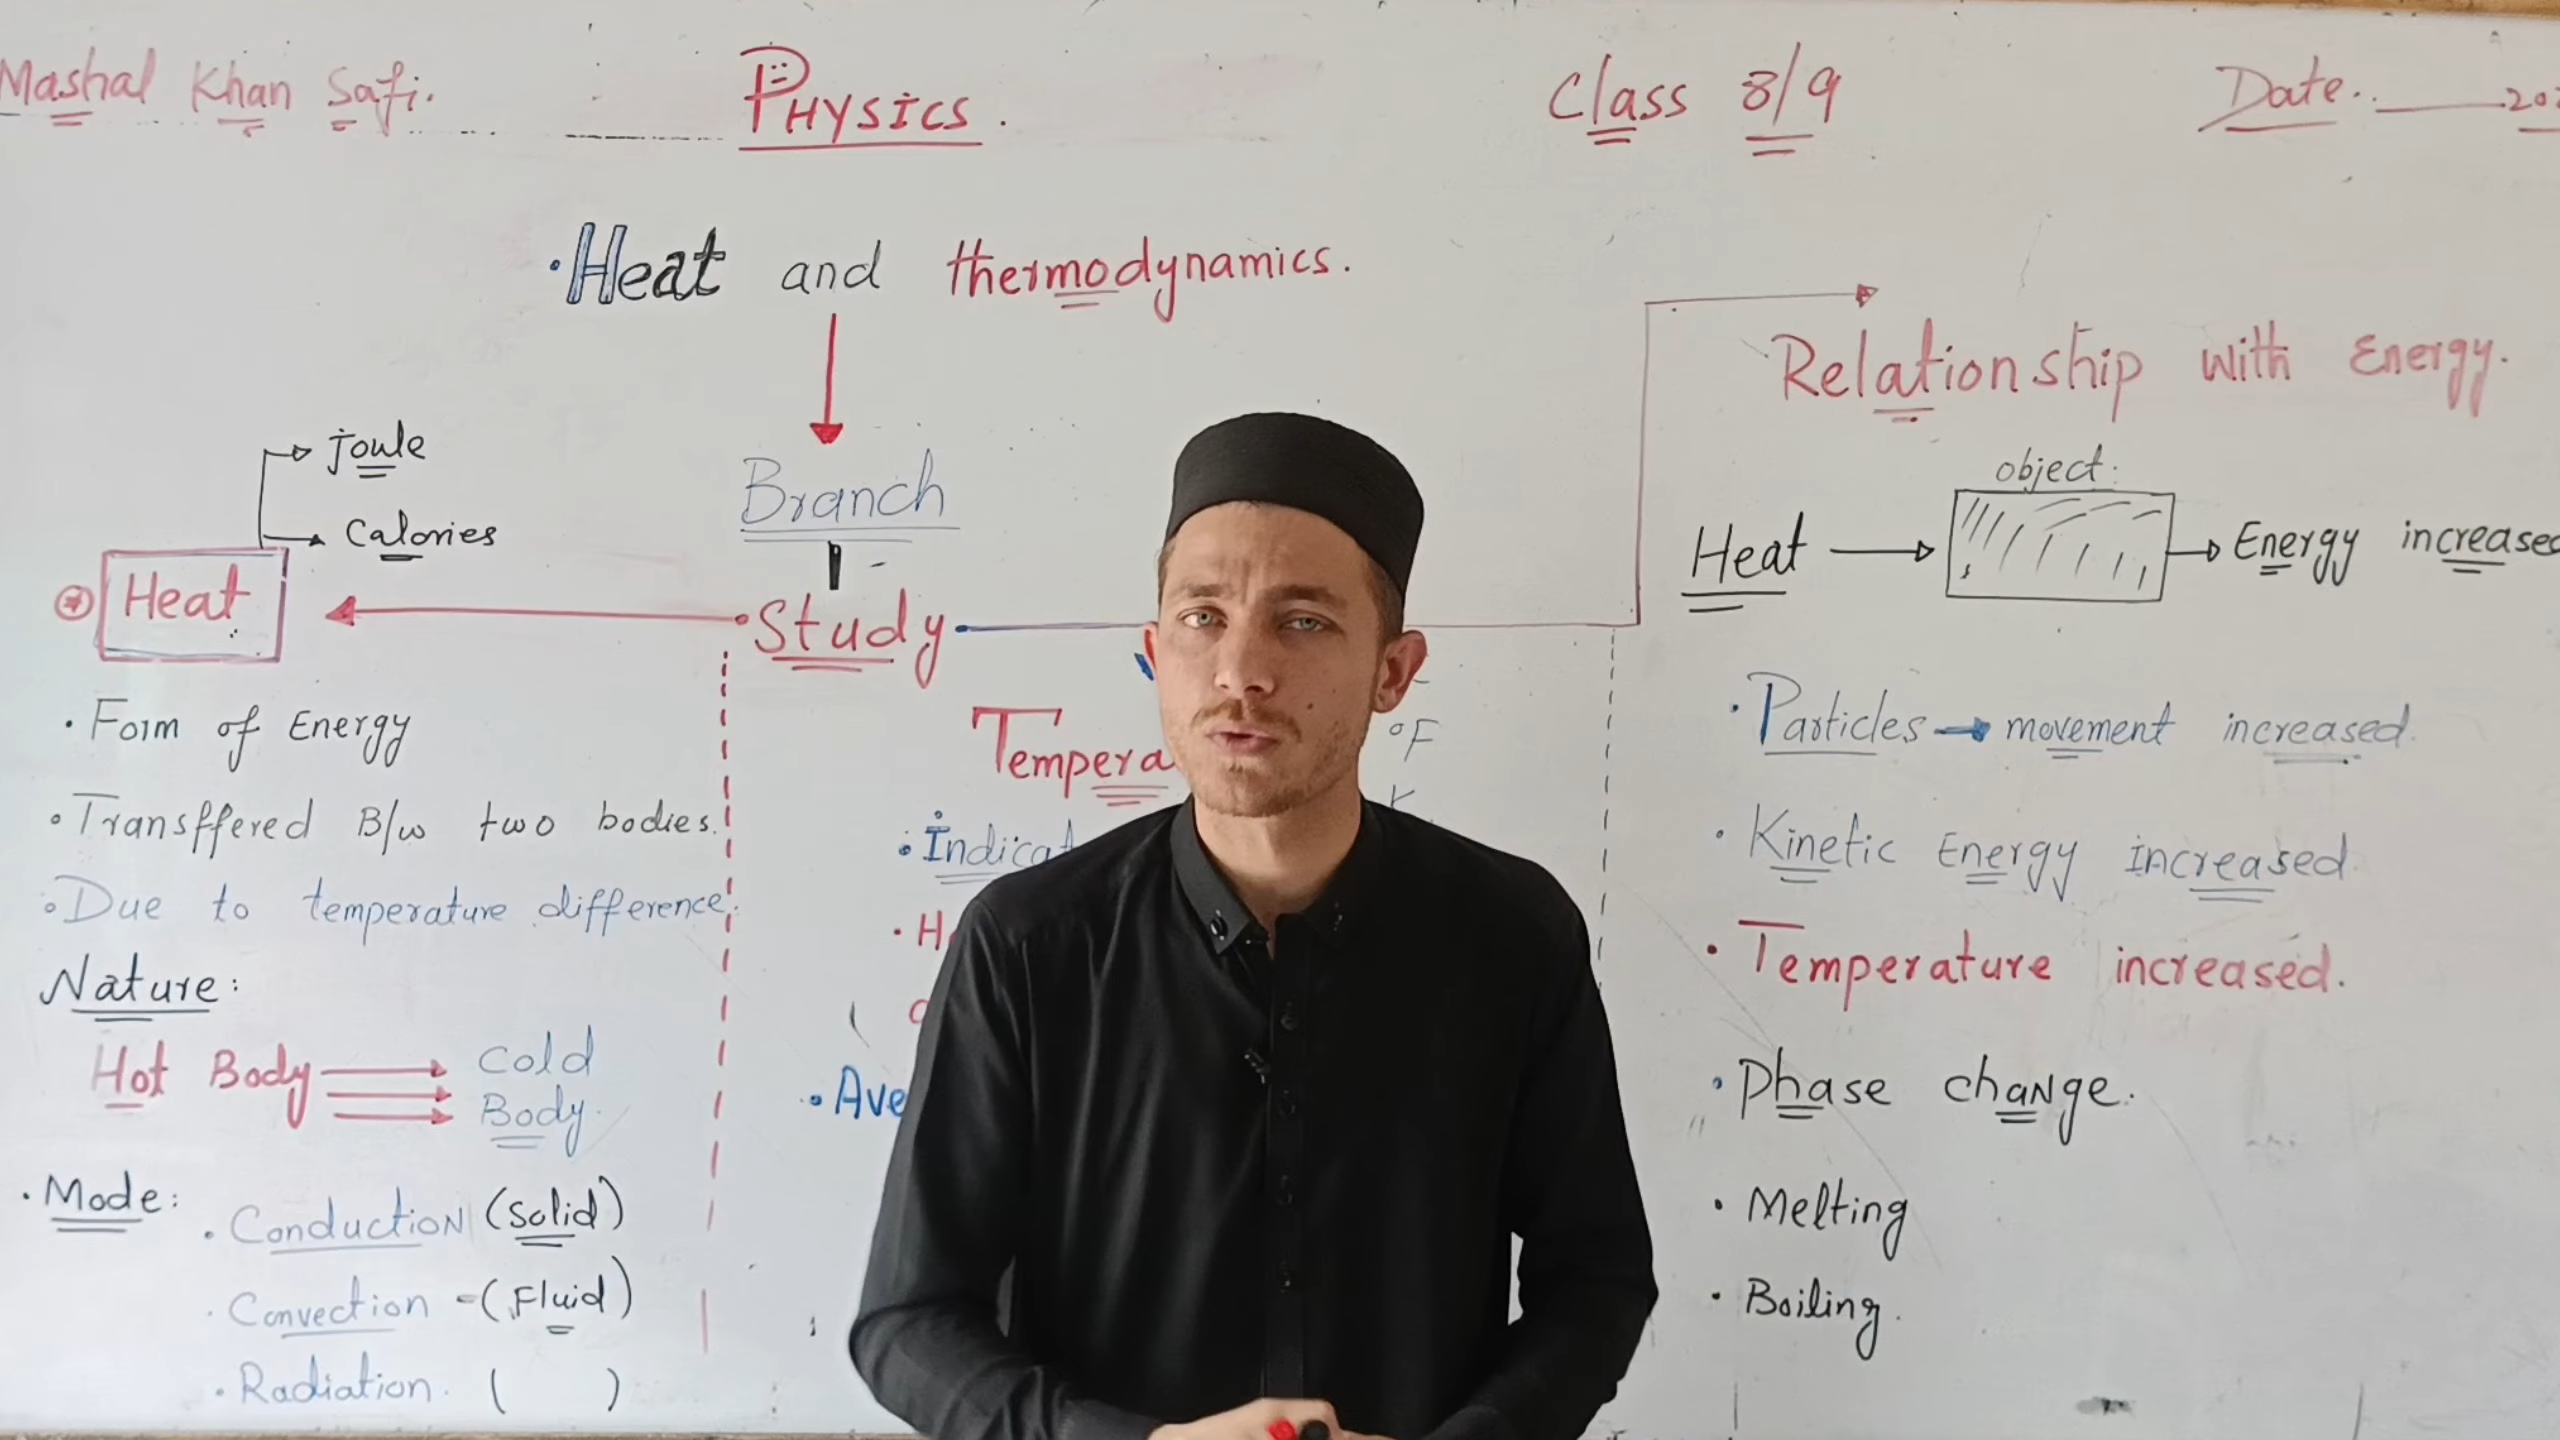 Mashal Khan Safi.
PHYSICS.
Class 8/9
Date.
Heat and thermodynamics.
Branch
Study
joule
Calories
Heat
Form of Energy
Transffered B/w two bodies.
Due to temperature difference.
Nature:
Hot Body
Cold
Body.
Mode:
Conduction (Solid)
Convection - (Fluid)
Radiation. ( )
°F
K
Relationship with Energy.
object:
Heat
Energy increased
Particles → movement increased.
Kinetic Energy increased.
Temperature increased.
Phase change.
Melting
Boiling.